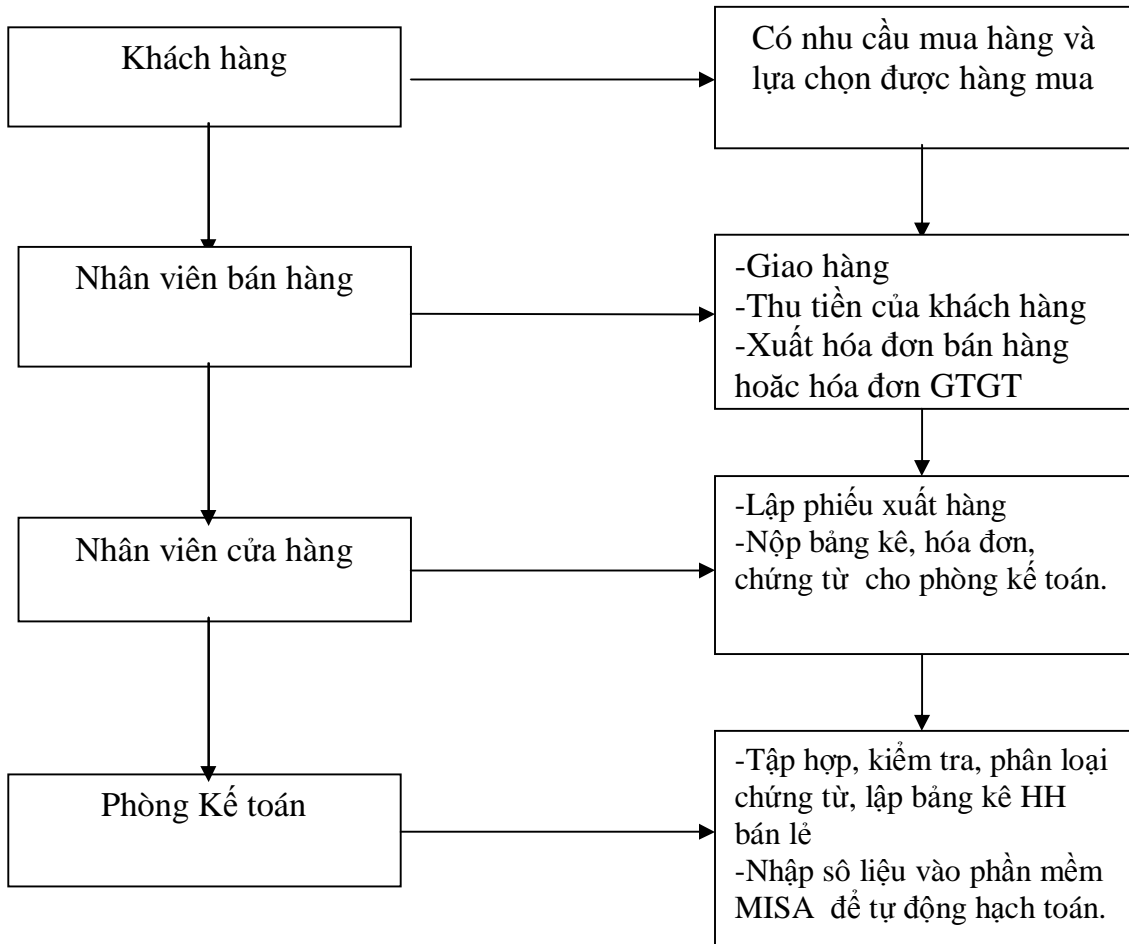 Khách hàng
Có nhu cầu mua hàng và
lựa chọn được hàng mua
Nhân viên bán hàng
-Giao hàng
-Thu tiền của khách hàng
-Xuất hóa đơn bán hàng
hoăc hóa đơn GTGT
Nhân viên cửa hàng
-Lập phiếu xuất hàng
-Nộp bảng kê, hóa đơn,
chứng từ cho phòng kế toán.
Phòng Kế toán
-Tập hợp, kiểm tra, phân loại
chứng từ, lập bảng kê HH
bán lẻ
-Nhập sô liệu vào phần mềm
MISA để tự động hạch toán.